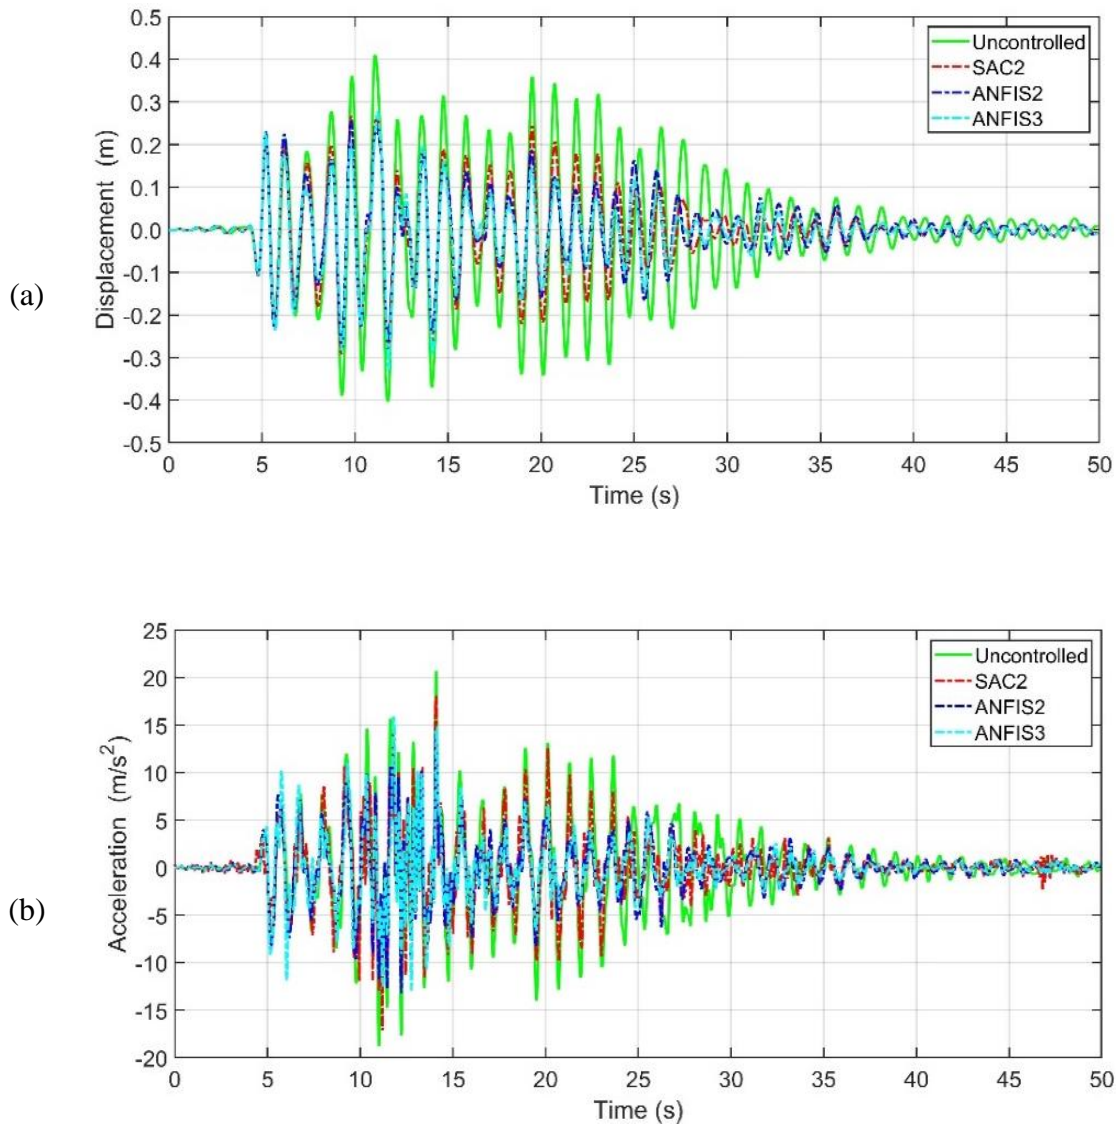 (a)
Displacement (m)
0.5
0.4
0.3
0.2
0.1
0.0
-0.1
-0.2
-0.3
-0.4
-0.5
Uncontrolled
SAC2
ANFIS2
ANFIS3
0 5 10 15 20 25 30 35 40 45 50
Time (s)
(b)
Acceleration (m/s²)
25
20
15
10
5
0
-5
-10
-15
-20
Uncontrolled
SAC2
ANFIS2
ANFIS3
0 5 10 15 20 25 30 35 40 45 50
Time (s)